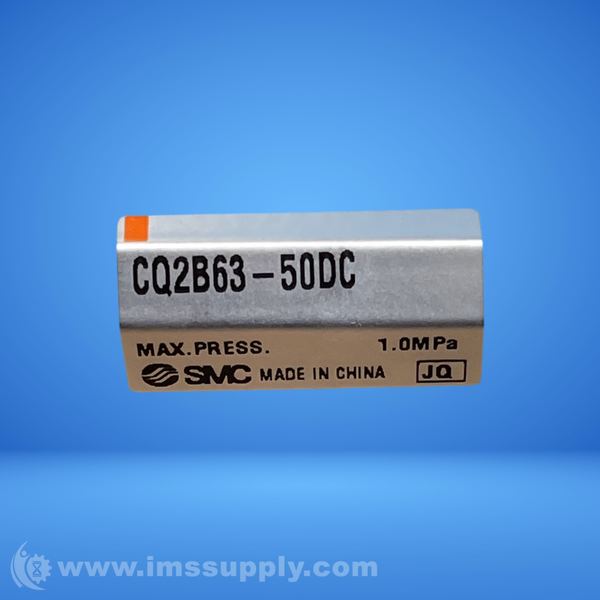 CQ2B63-50DC
MAX.PRESS. 1.0MPa
SMC MADE IN CHINA JQ
www.imssupply.com